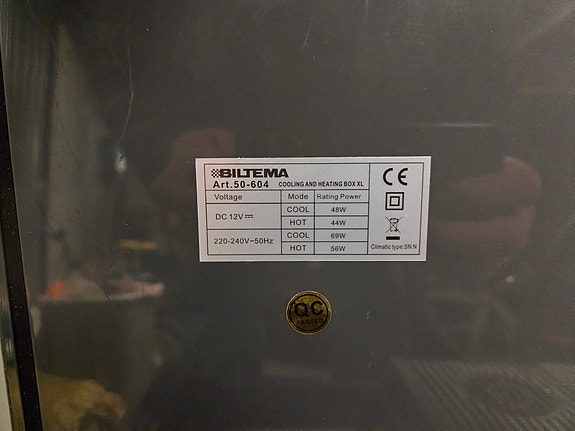 BILTEMA
Art.50-604 COOLING AND HEATING BOX XL
Voltage Mode Rating Power
DC 12V⎓ COOL 48W
HOT 44W
220-240V~50Hz COOL 69W
HOT 56W
CE
Climatic type:SN N
QC
PASSED